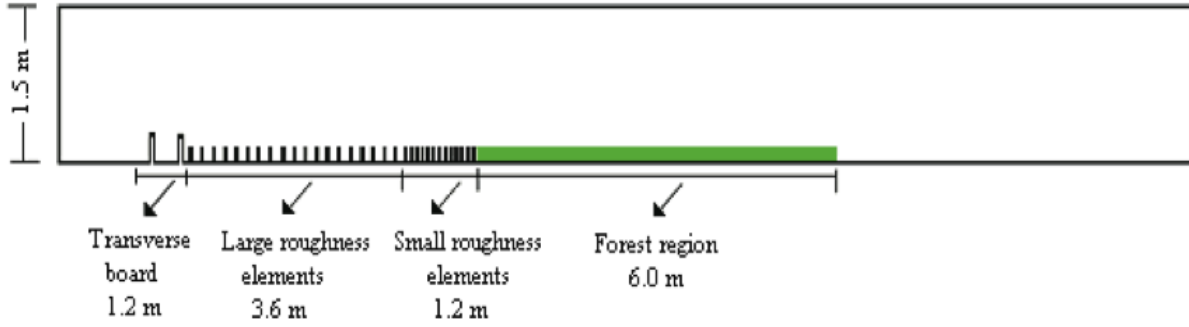 1.5 m
Transverse
board
1.2 m
Large roughness
elements
3.6 m
Small roughness
elements
1.2 m
Forest region
6.0 m